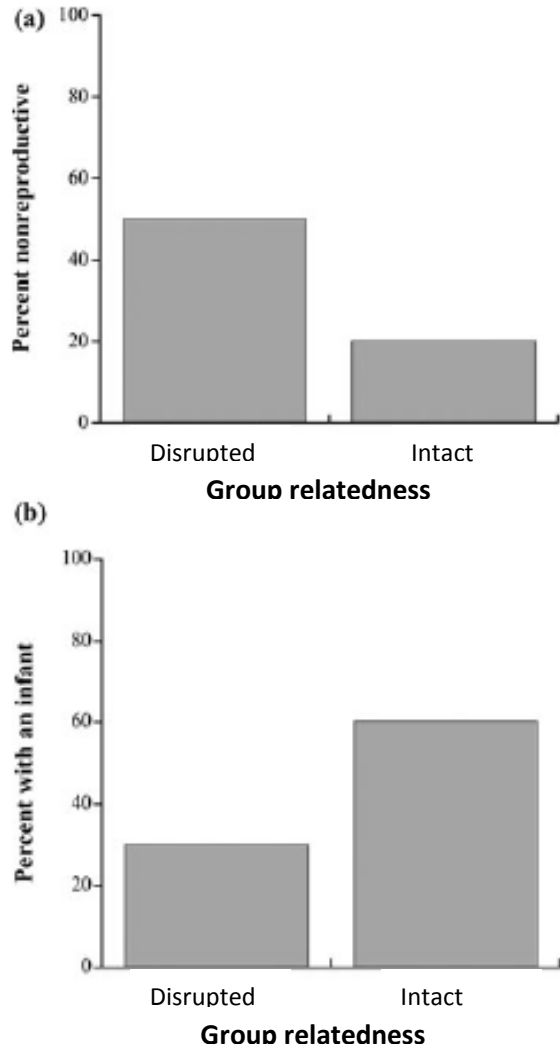 (a)
Percent nonreproductive
100
80
60
40
20
0
Disrupted Intact
Group relatedness
(b)
Percent with an infant
100
80
60
40
20
0
Disrupted Intact
Group relatedness